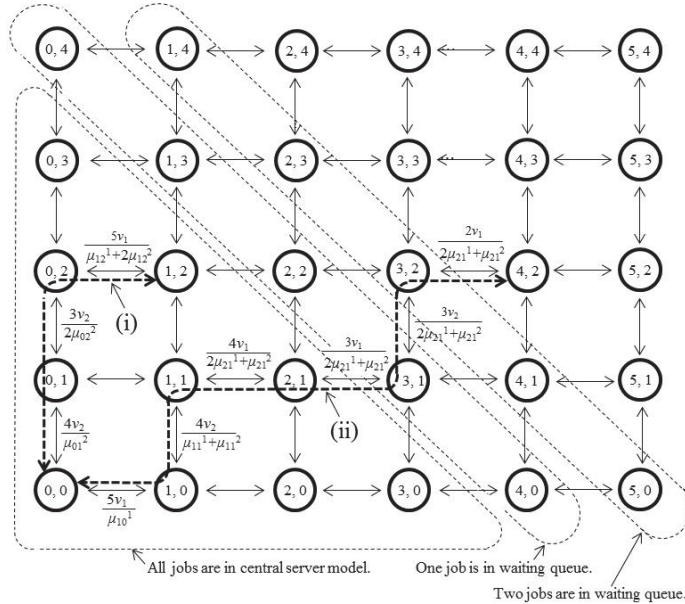 0, 4 1, 4 2, 4 3, 4 ... 4, 4 5, 4
0, 3 1, 3 2, 3 3, 3 ... 4, 3 5, 3
5v₁/(μ₁₂¹+2μ₁₂²) 2v₁/(2μ₂₁¹+μ₂₁²)
0, 2 1, 2 2, 2 3, 2 4, 2 5, 2
(i)
3v₂/(2μ₀₂²) 4v₁/(2μ₂₁¹+μ₂₁²) 3v₁/(2μ₂₁¹+μ₂₁²) 3v₂/(2μ₂₁¹+μ₂₁²)
0, 1 1, 1 2, 1 3, 1 4, 1 5, 1
(ii)
4v₂/(μ₀₁²) 4v₂/(μ₁₁¹+μ₁₁²)
0, 0 1, 0 2, 0 3, 0 4, 0 5, 0
5v₁/(μ₁₀¹)
All jobs are in central server model. One job is in waiting queue.
Two jobs are in waiting queue.